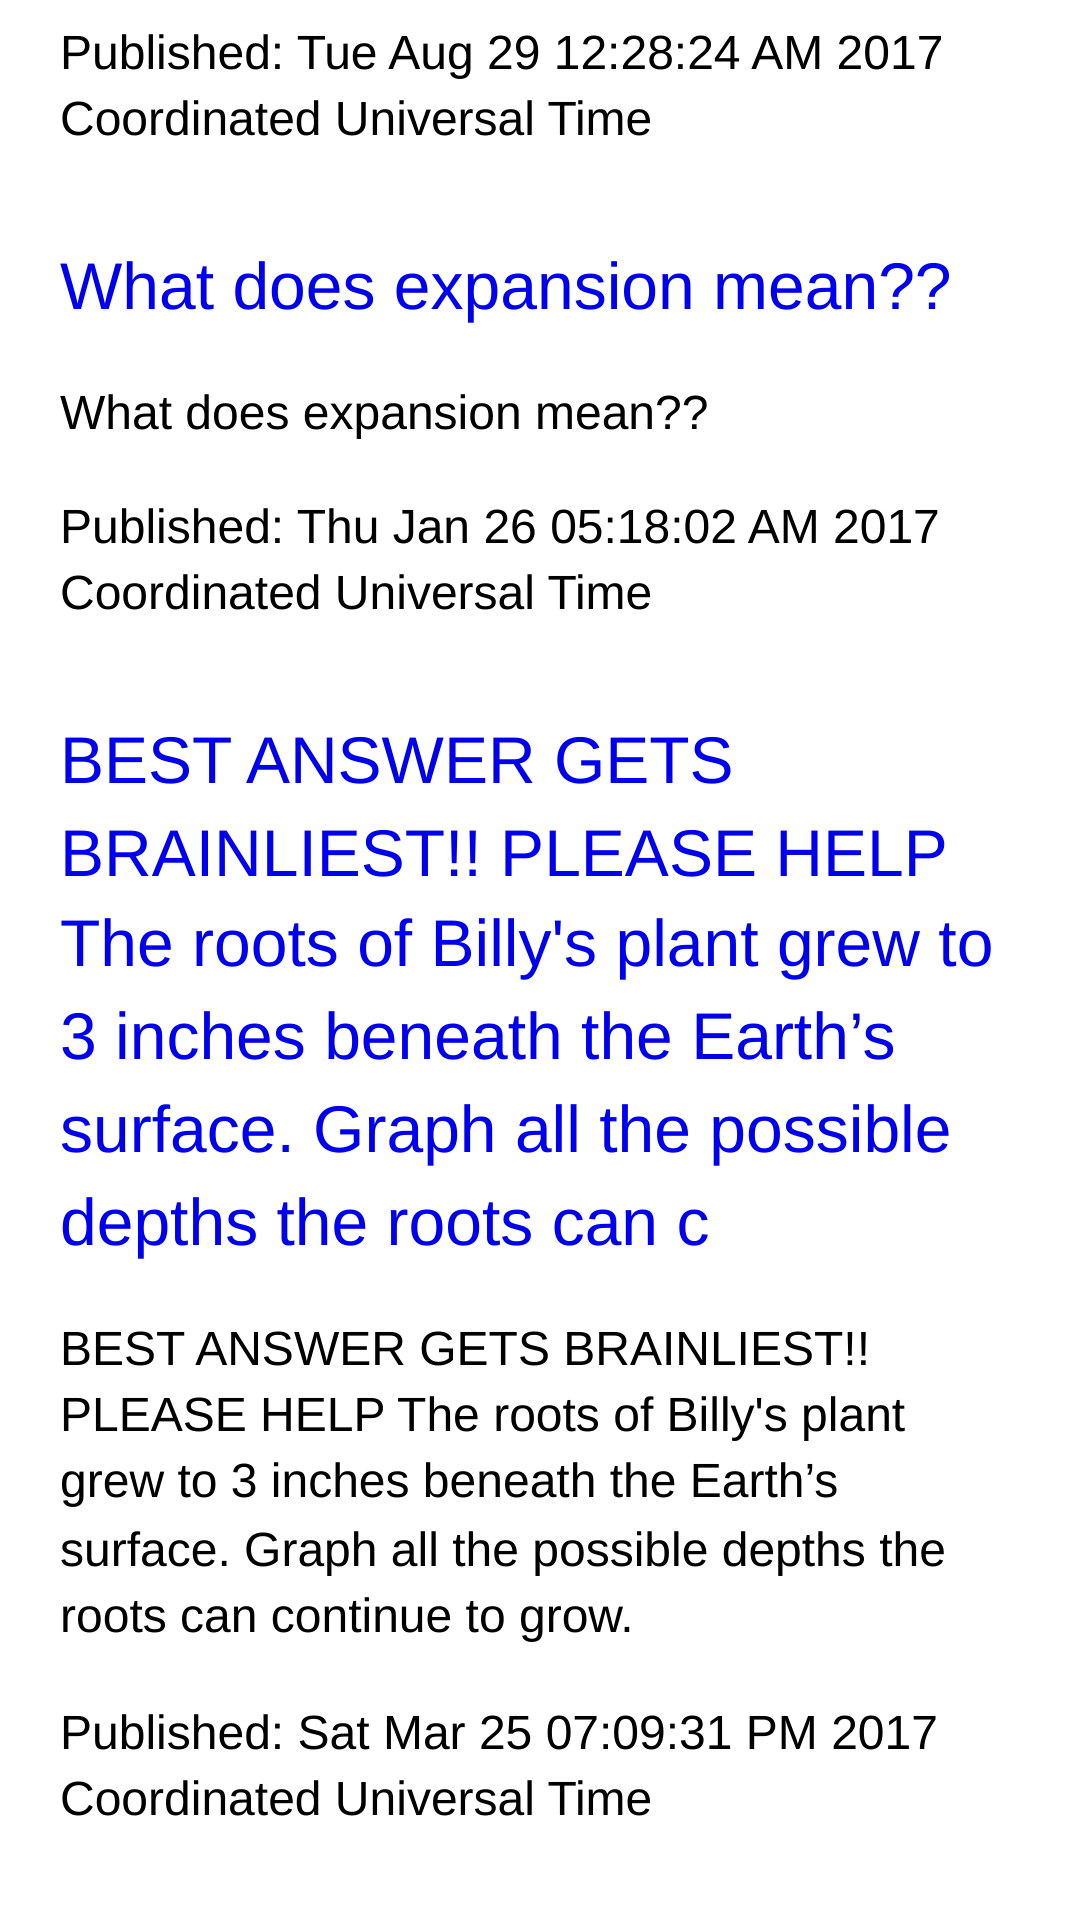 Published: Tue Aug 29 12:28:24 AM 2017
Coordinated Universal Time
What does expansion mean??
What does expansion mean??
Published: Thu Jan 26 05:18:02 AM 2017
Coordinated Universal Time
BEST ANSWER GETS
BRAINLIEST!! PLEASE HELP
The roots of Billy's plant grew to
3 inches beneath the Earth’s
surface. Graph all the possible
depths the roots can c
BEST ANSWER GETS BRAINLIEST!!
PLEASE HELP The roots of Billy's plant
grew to 3 inches beneath the Earth’s
surface. Graph all the possible depths the
roots can continue to grow.
Published: Sat Mar 25 07:09:31 PM 2017
Coordinated Universal Time